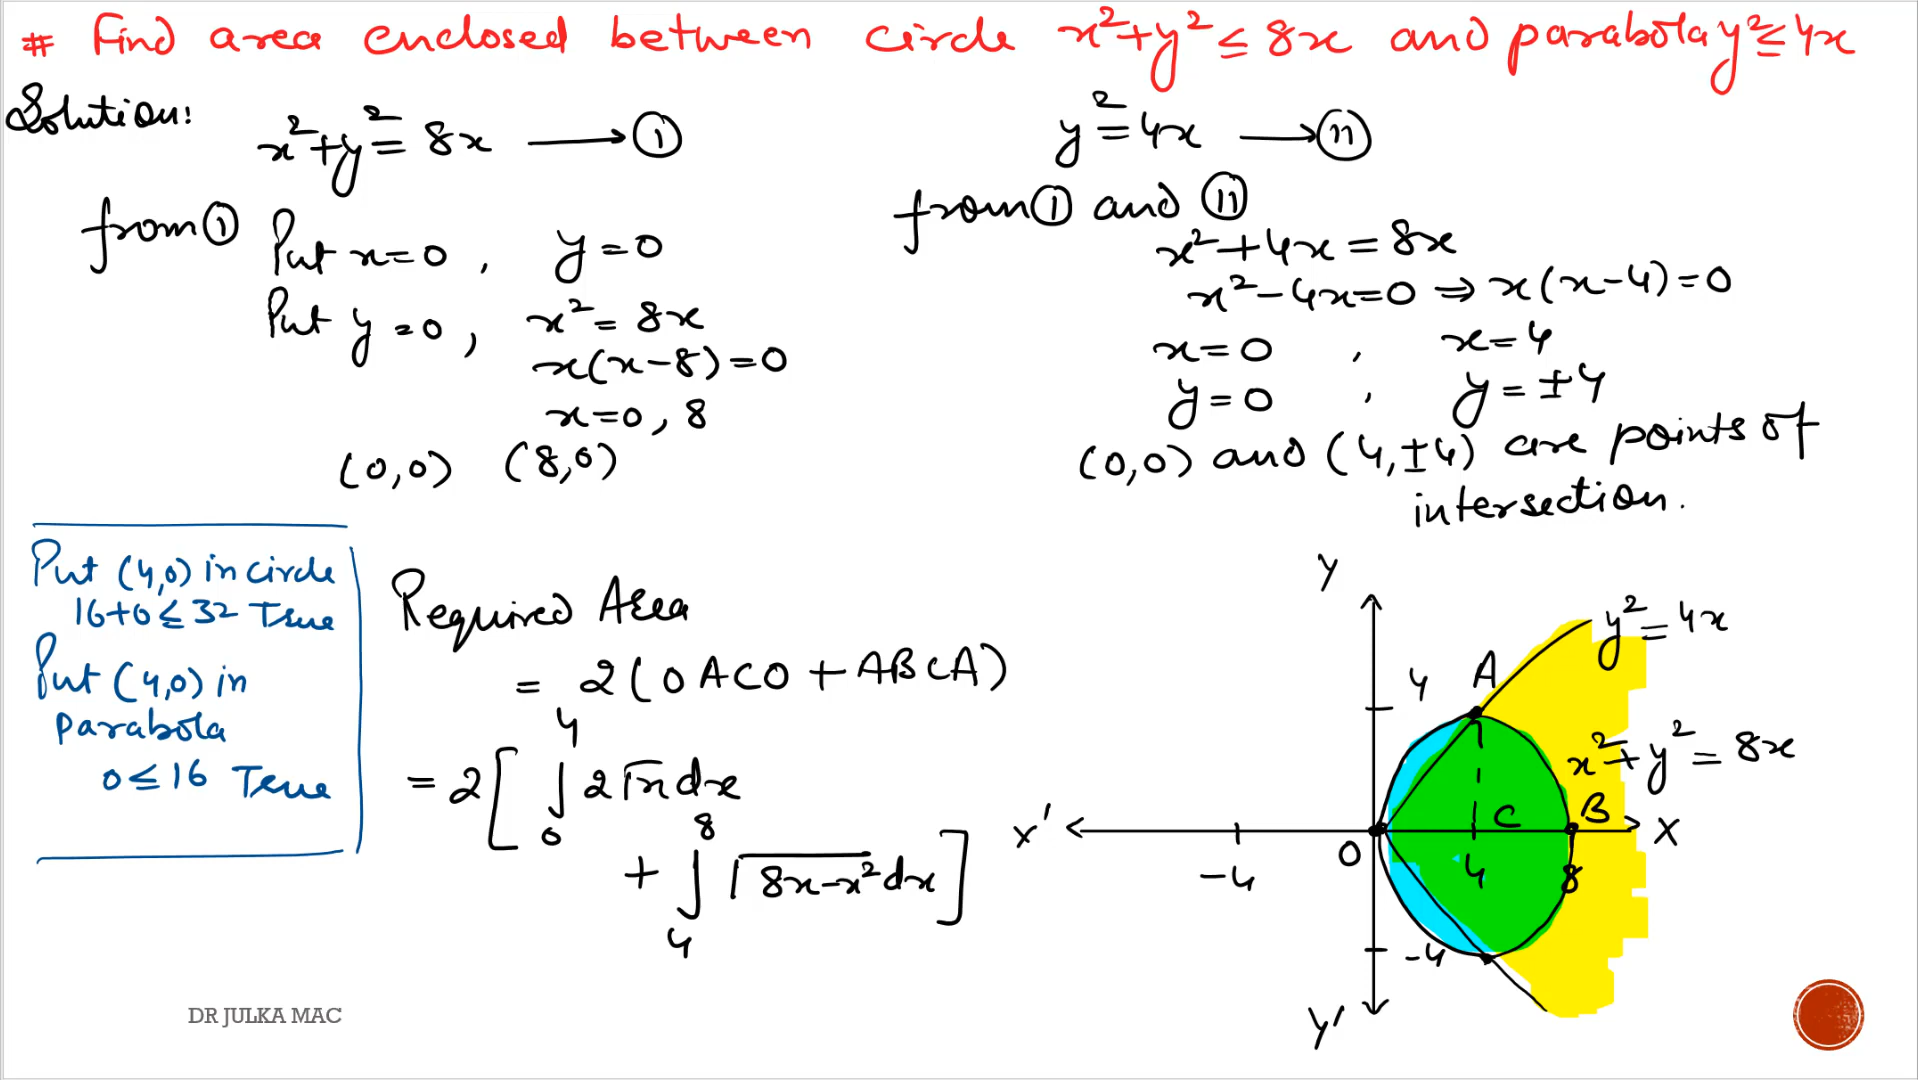 # Find area enclosed between circle x²+y² ≤ 8x and parabola y² ≤ 4x
Solution:
x²+y² = 8x → (I)
from (I)
Put x=0, y=0
Put y=0, x² = 8x
x(x-8)=0
x=0, 8
(0,0) (8,0)
y² = 4x → (II)
from (I) and (II)
x²+4x = 8x
x²-4x=0 ⇒ x(x-4)=0
x=0, x=4
y=0, y=±4
(0,0) and (4,±4) are points of
intersection.
Put (4,0) in circle
16+0 ≤ 32 True
Put (4,0) in
parabola
0 ≤ 16 True
Required Area
= 2(OACO + ABCA)
= 2[ ∫₀⁴ 2√x dx
+ ∫₄⁸ √(8x-x²) dx ]
Y
y² = 4x
4 A
x²+y² = 8x
X' C B X
-4 O 4 8
-4
Y'
DR JULKA MAC